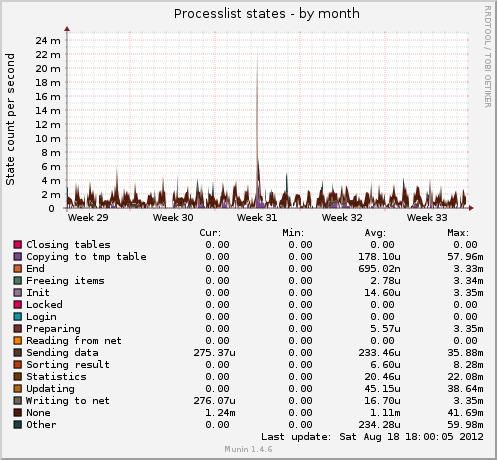 Processlist states - by month
RRDTOOL / TOBI OETIKER
State count per second
24 m
22 m
20 m
18 m
16 m
14 m
12 m
10 m
8 m
6 m
4 m
2 m
0
Week 29 Week 30 Week 31 Week 32 Week 33
Cur: Min: Avg: Max:
Closing tables 0.00 0.00 0.00 0.00
Copying to tmp table 0.00 0.00 178.10u 57.96m
End 0.00 0.00 695.02n 3.33m
Freeing items 0.00 0.00 2.78u 3.34m
Init 0.00 0.00 14.60u 3.35m
Locked 0.00 0.00 0.00 0.00
Login 0.00 0.00 0.00 0.00
Preparing 0.00 0.00 5.57u 3.35m
Reading from net 0.00 0.00 0.00 0.00
Sending data 275.37u 0.00 233.46u 35.88m
Sorting result 0.00 0.00 6.60u 8.28m
Statistics 0.00 0.00 20.46u 22.08m
Updating 0.00 0.00 45.15u 38.64m
Writing to net 276.07u 0.00 16.70u 3.35m
None 1.24m 0.00 1.11m 41.69m
Other 0.00 0.00 234.28u 59.98m
Last update: Sat Aug 18 18:00:05 2012
Munin 1.4.6